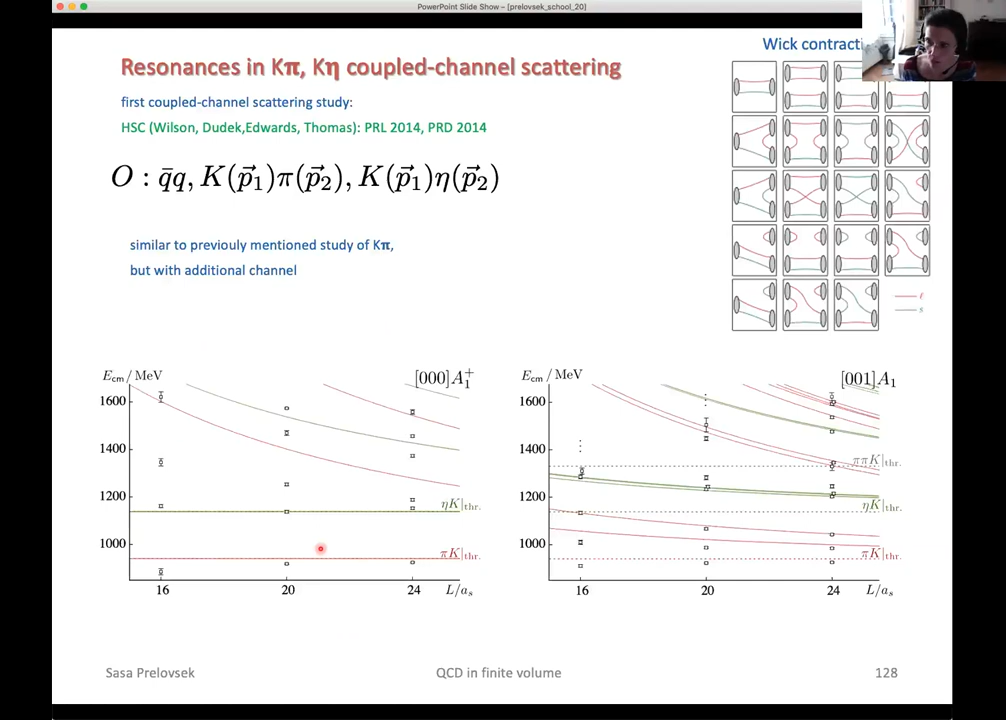 PowerPoint Slide Show – [prelovsek_school_20]
Wick contracti
Resonances in Kπ, Kη coupled-channel scattering
first coupled-channel scattering study:
HSC (Wilson, Dudek,Edwards, Thomas): PRL 2014, PRD 2014
O : q̄q, K(p⃗₁)π(p⃗₂), K(p⃗₁)η(p⃗₂)
similar to previouly mentioned study of Kπ,
but with additional channel
ℓ
s
E_cm / MeV
[000]A₁⁺
1600
1400
1200
1000
ηK|thr.
πK|thr.
16
20
24
L/a_s
E_cm / MeV
[001]A₁
1600
1400
1200
1000
ππK|thr.
ηK|thr.
πK|thr.
16
20
24
L/a_s
Sasa Prelovsek
QCD in finite volume
128